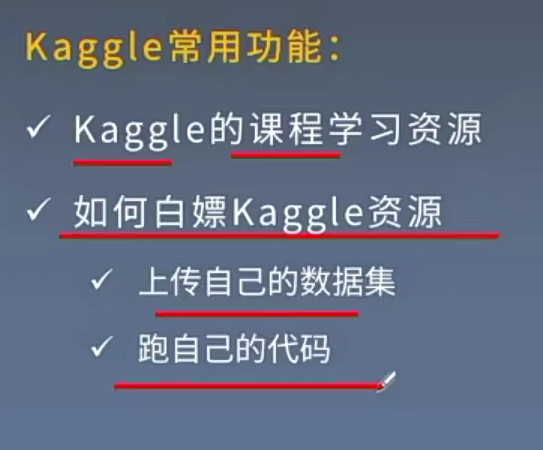 Kaggle常用功能：
✓ Kaggle的课程学习资源
✓ 如何白嫖Kaggle资源
✓ 上传自己的数据集
✓ 跑自己的代码